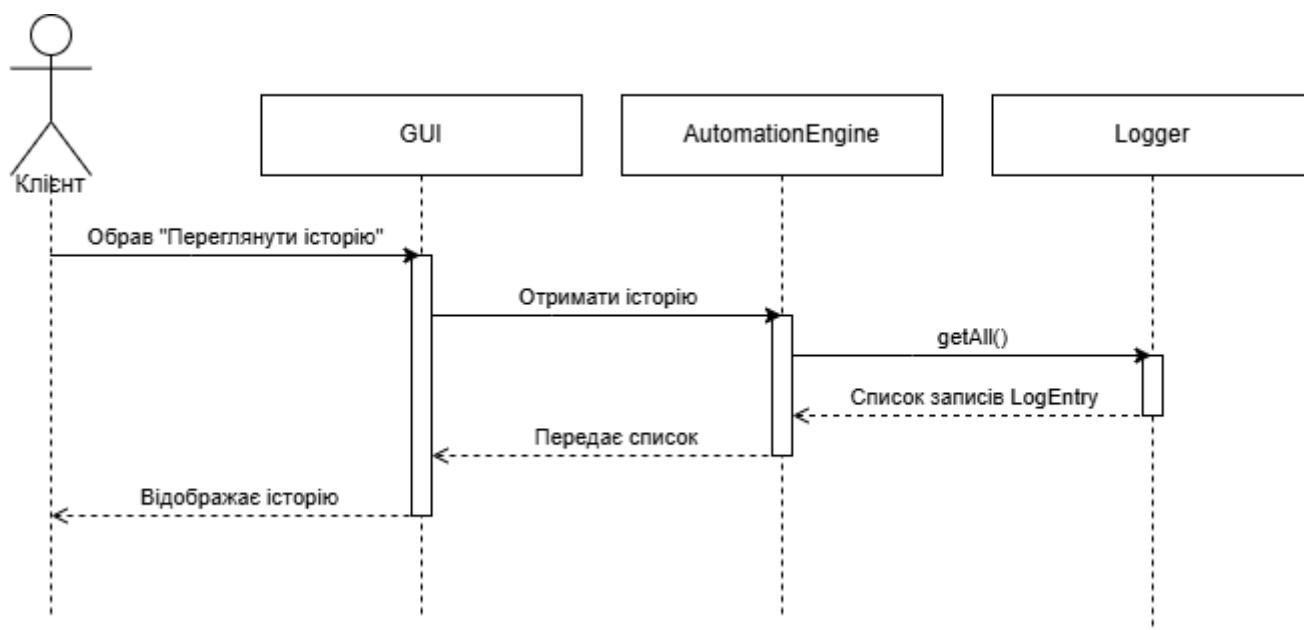 GUI
AutomationEngine
Logger
Клієнт
Обрав "Переглянути історію"
Отримати історію
getAll()
Список записів LogEntry
Передає список
Відображає історію